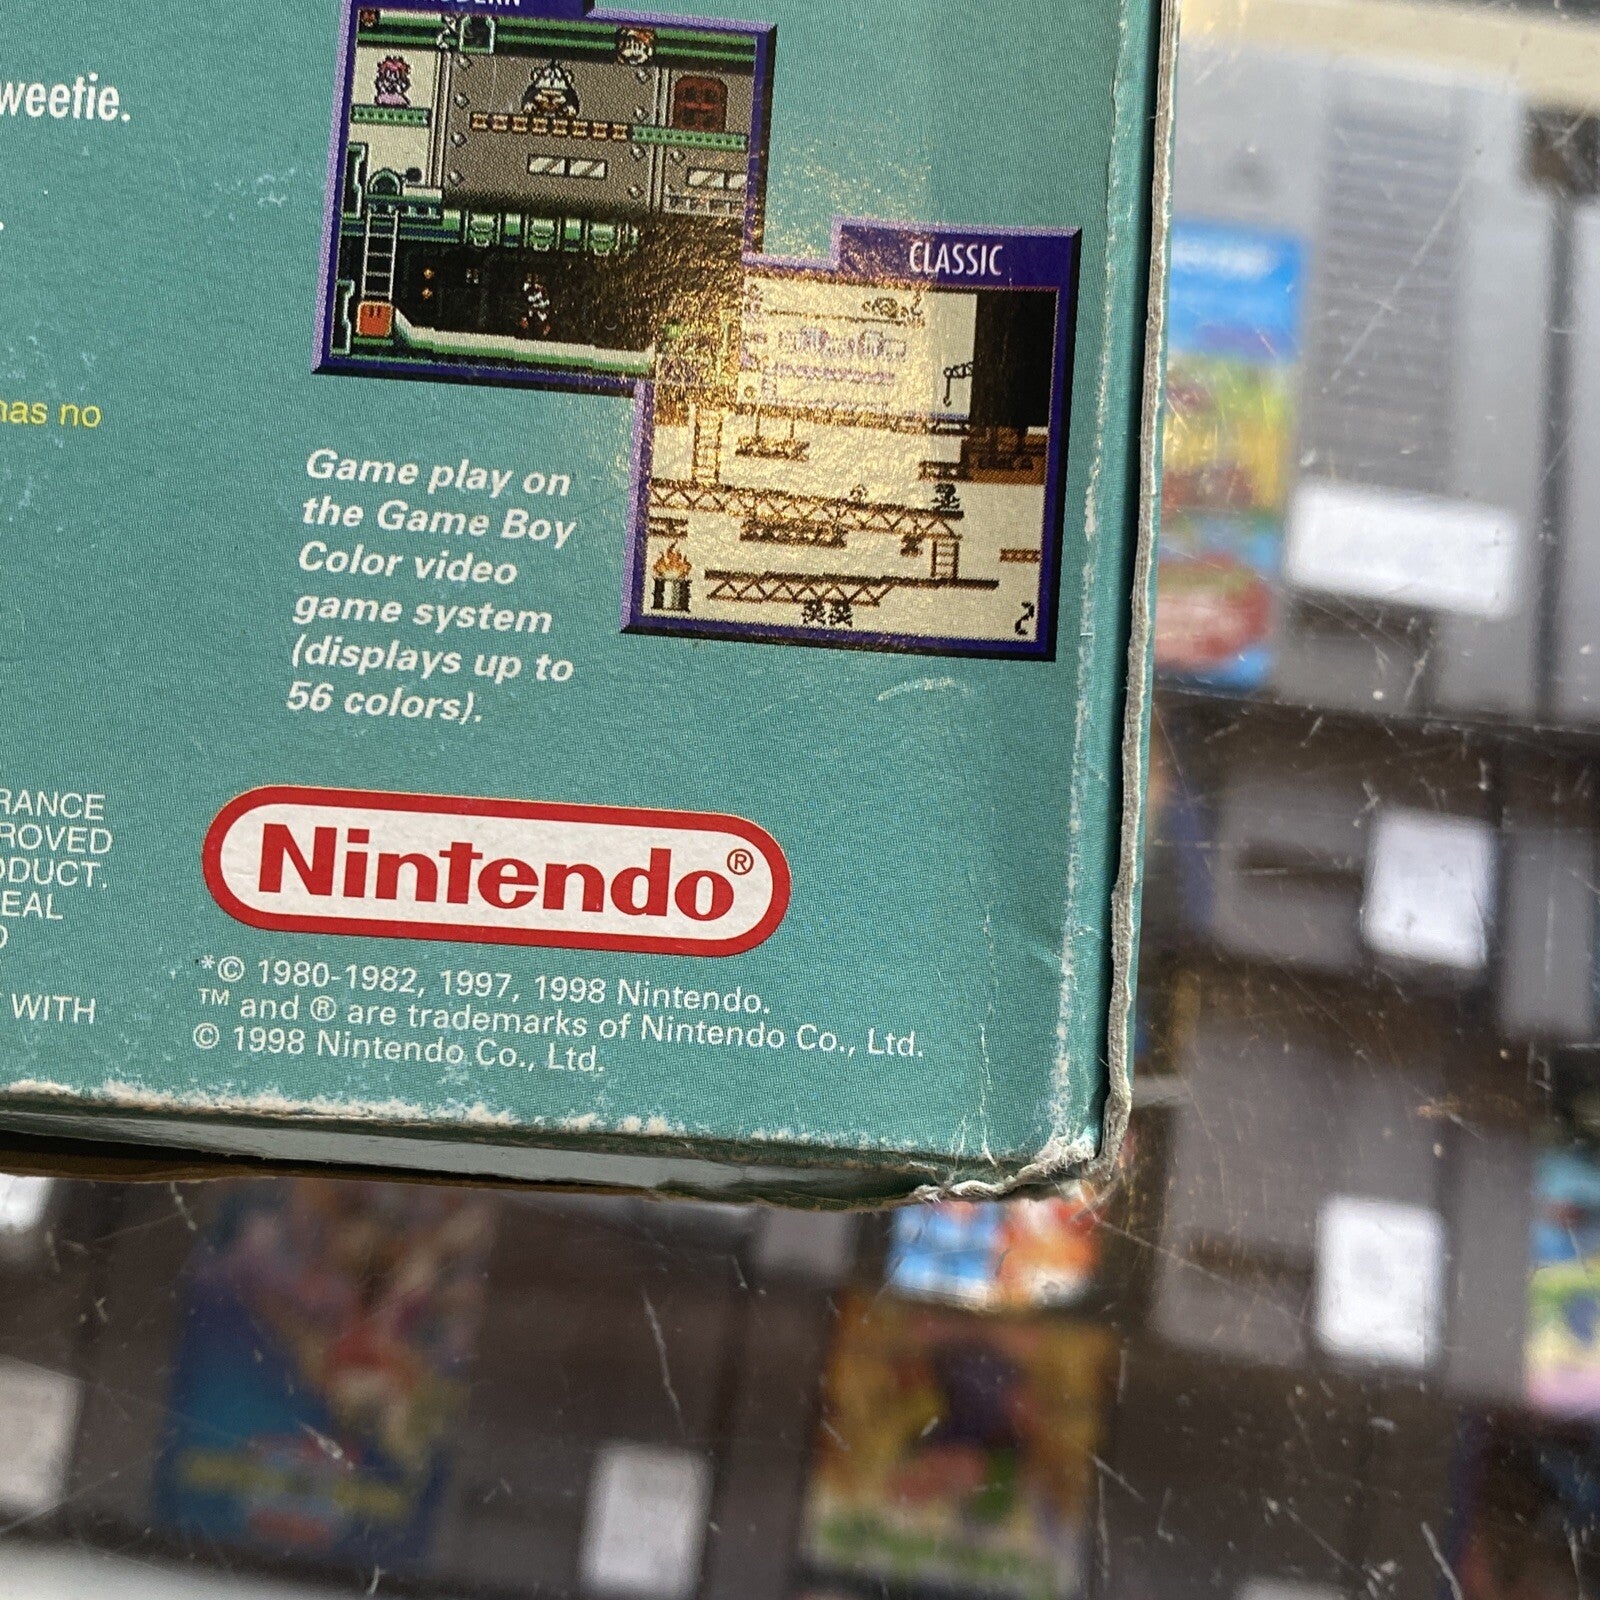 MODERN
weetie.
CLASSIC
has no
Game play on
the Game Boy
Color video
game system
(displays up to
56 colors).
RANCE
ROVED
ODUCT.
EAL
WITH
Nintendo®
*© 1980-1982, 1997, 1998 Nintendo.
TM and ® are trademarks of Nintendo Co., Ltd.
© 1998 Nintendo Co., Ltd.